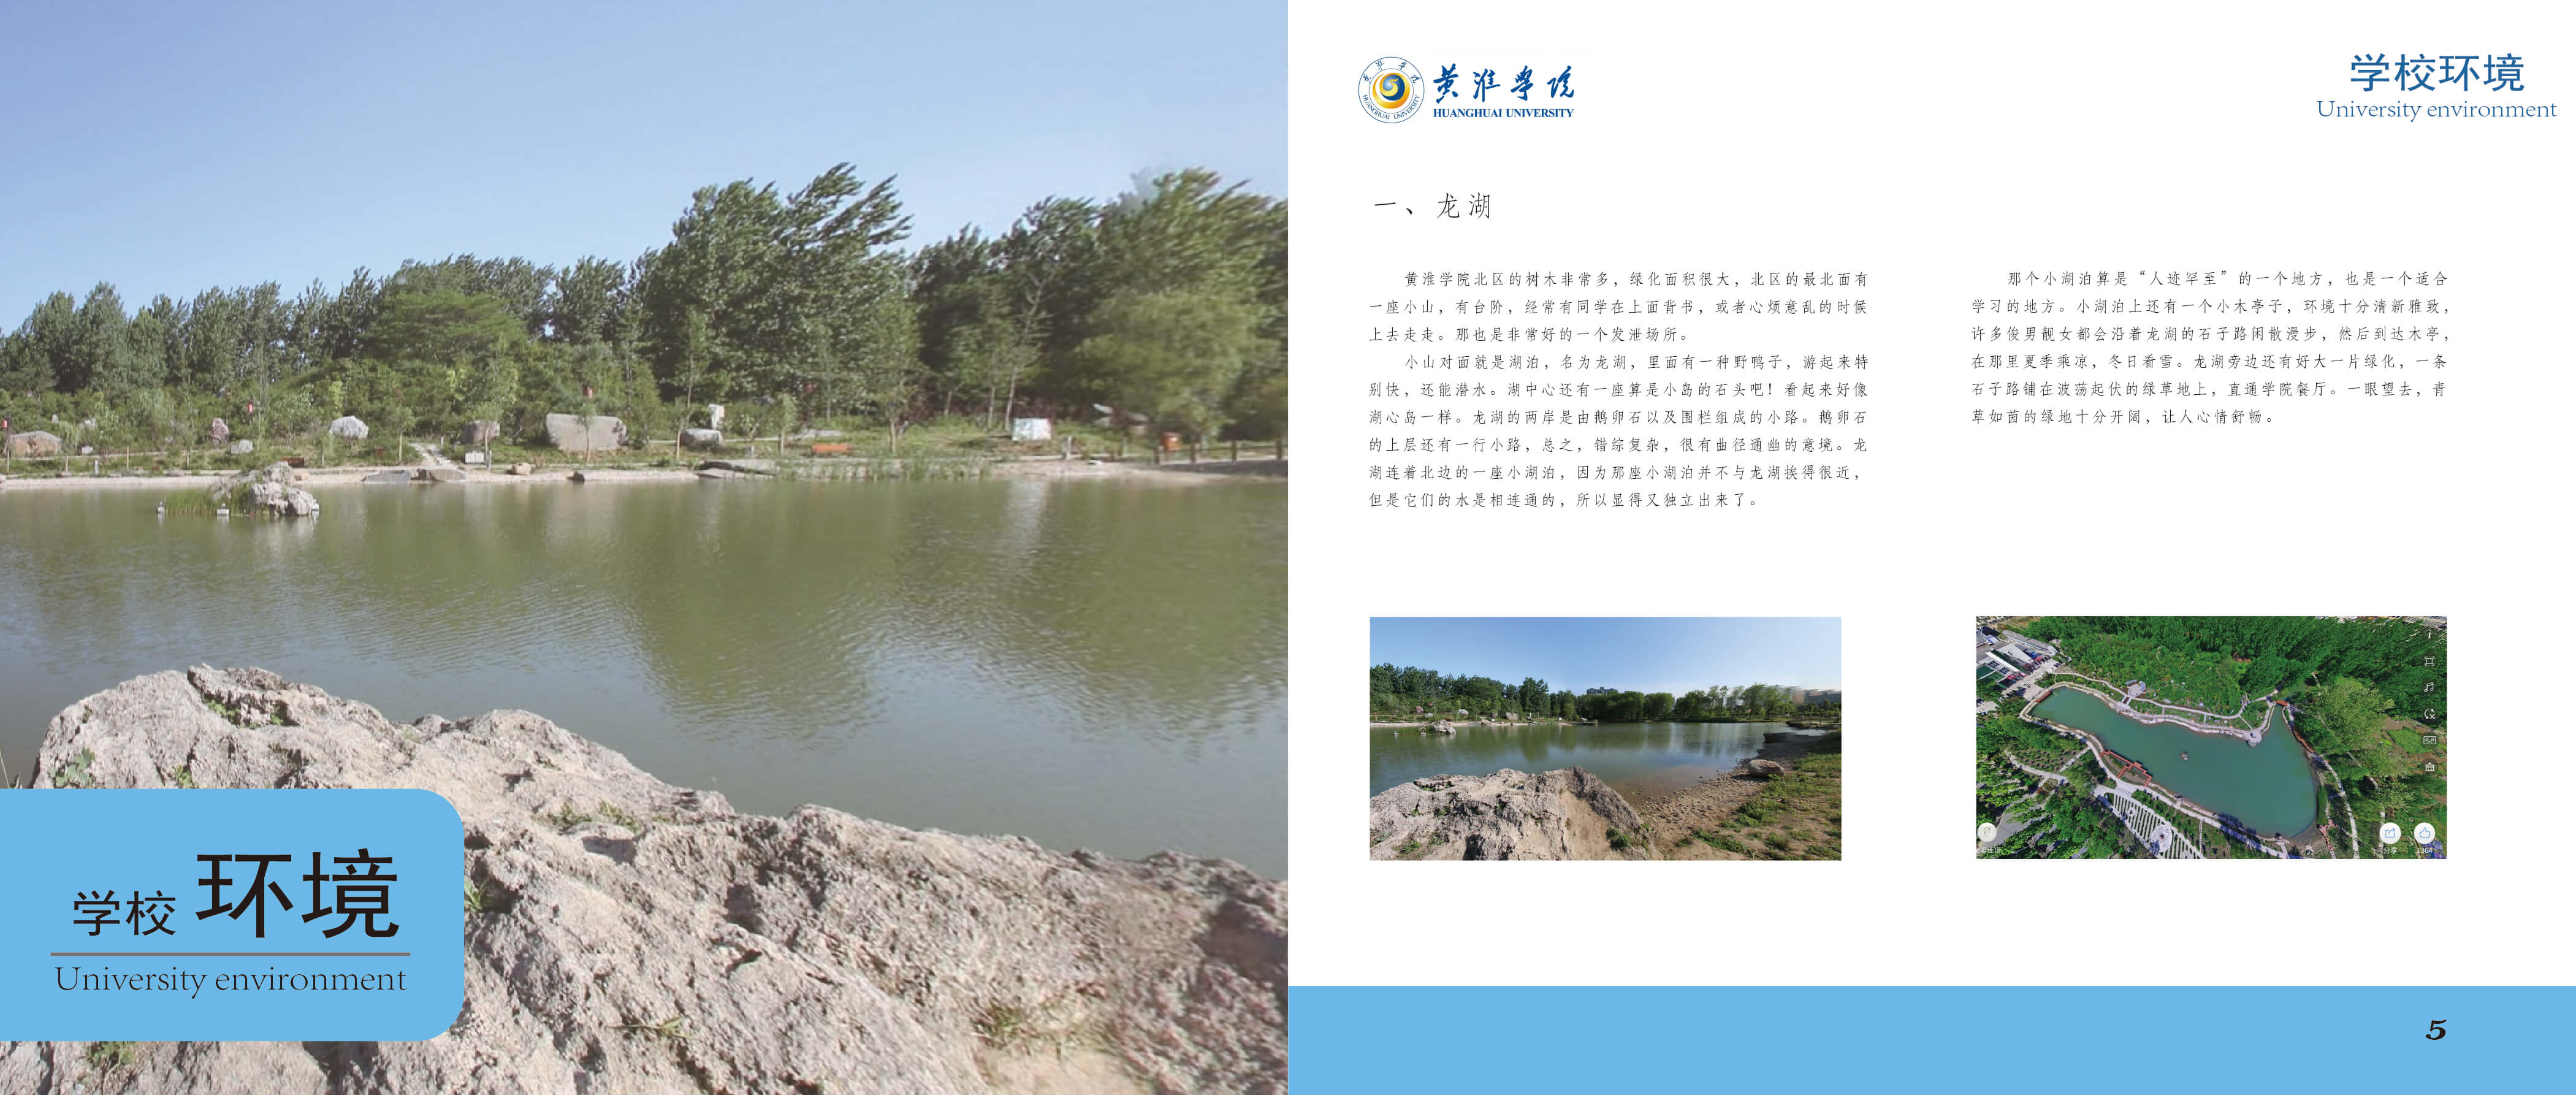 学校 环境
University environment
黄淮学院
HUANGHUAI UNIVERSITY
黄淮学院
HUANGHUAI UNIVERSITY
学校环境
University environment
一、龙湖
黄淮学院北区的树木非常多，绿化面积很大，北区的最北面有
一座小山，有台阶，经常有同学在上面背书，或者心烦意乱的时候
上去走走。那也是非常好的一个发泄场所。
小山对面就是湖泊，名为龙湖，里面有一种野鸭子，游起来特
别快，还能潜水。湖中心还有一座算是小岛的石头吧！看起来好像
湖心岛一样。龙湖的两岸是由鹅卵石以及围栏组成的小路。鹅卵石
的上层还有一行小路，总之，错综复杂，很有曲径通幽的意境。龙
湖连着北边的一座小湖泊，因为那座小湖泊并不与龙湖挨得很近，
但是它们的水是相连通的，所以显得又独立出来了。
那个小湖泊算是“人迹罕至”的一个地方，也是一个适合
学习的地方。小湖泊上还有一个小木亭子，环境十分清新雅致，
许多俊男靓女都会沿着龙湖的石子路闲散漫步，然后到达木亭，
在那里夏季乘凉，冬日看雪。龙湖旁边还有好大一片绿化，一条
石子路铺在波荡起伏的绿草地上，直通学院餐厅。一眼望去，青
草如茵的绿地十分开阔，让人心情舒畅。
分享
5